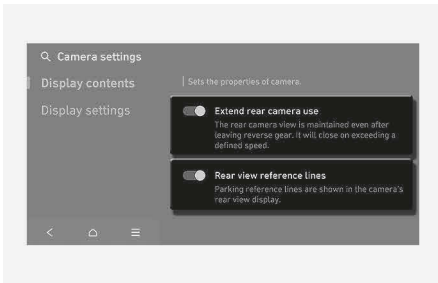 Camera settings
Display contents
Display settings
Sets the properties of camera.
Extend rear camera use
The rear camera view is maintained even after
leaving reverse gear. It will close on exceeding a
defined speed.
Rear view reference lines
Parking reference lines are shown in the camera's
rear view display.